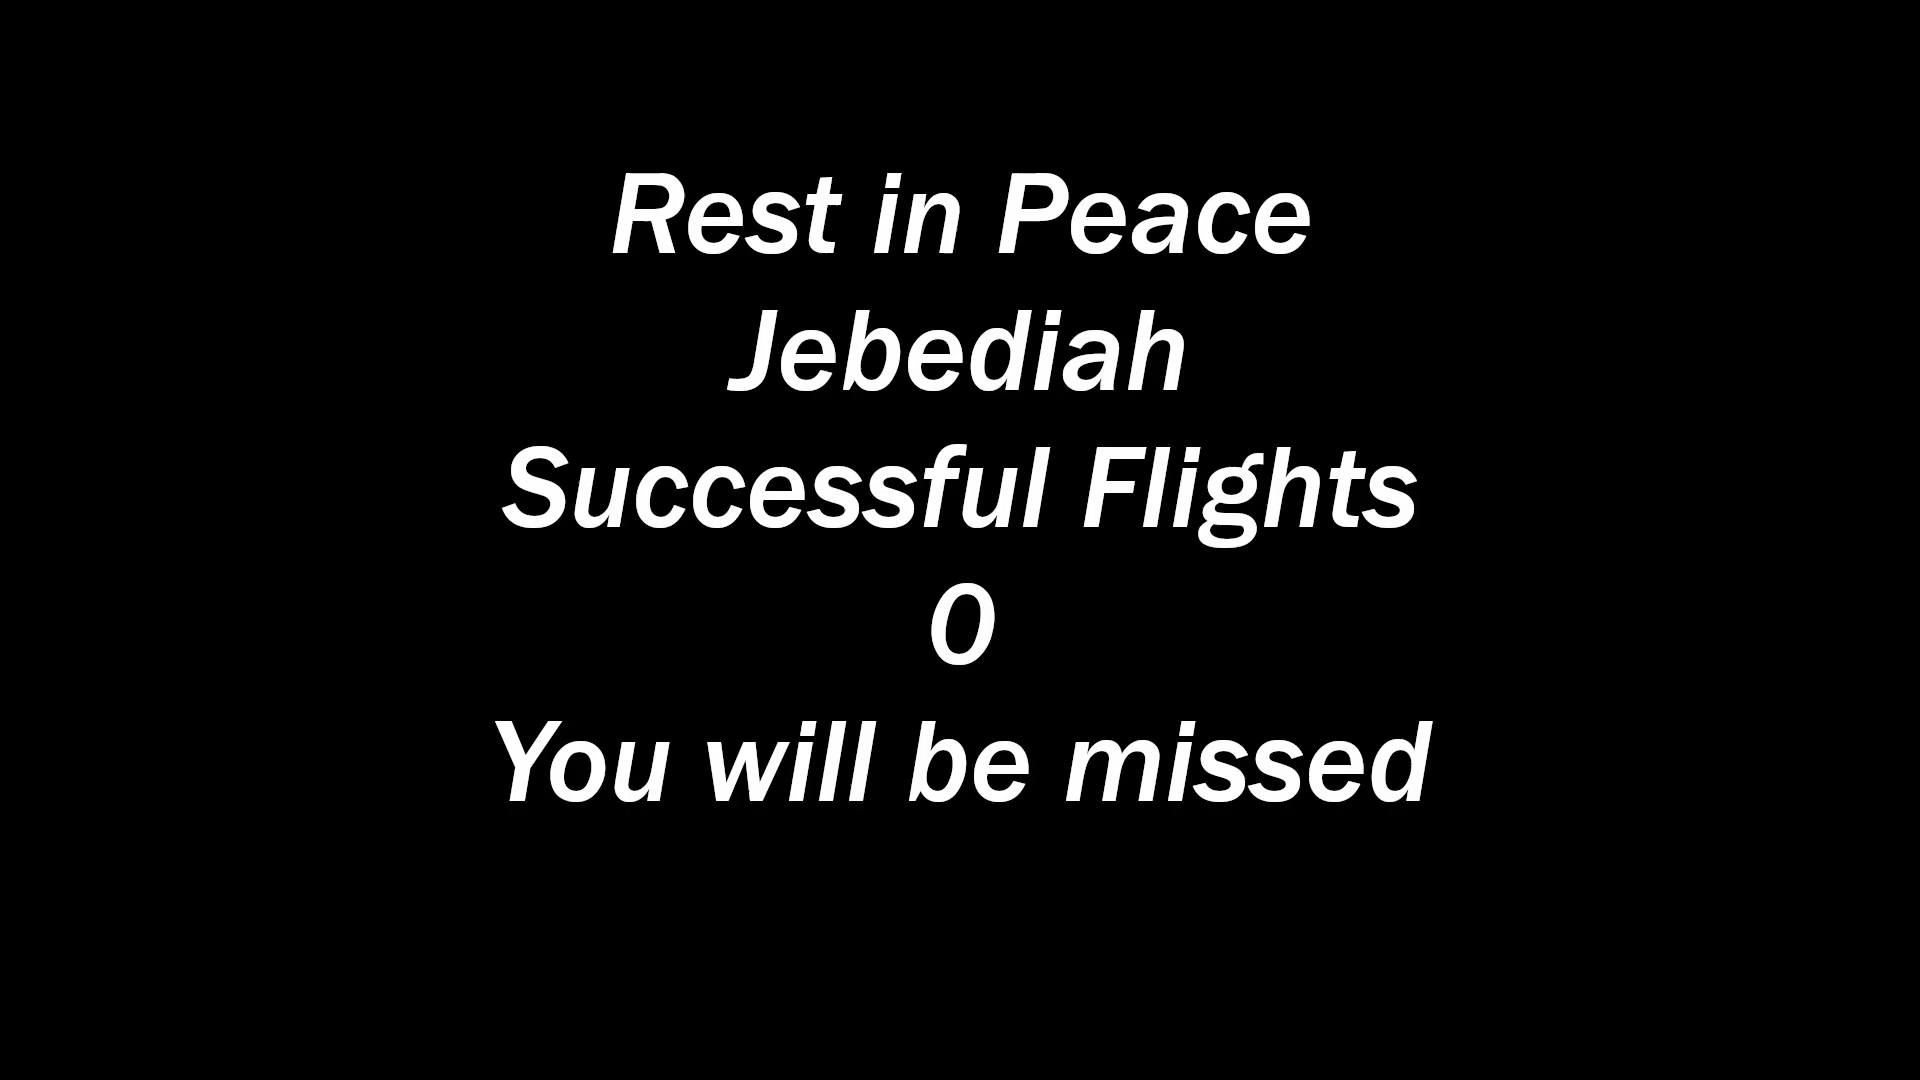 Rest in Peace
Jebediah
Successful Flights
0
You will be missed